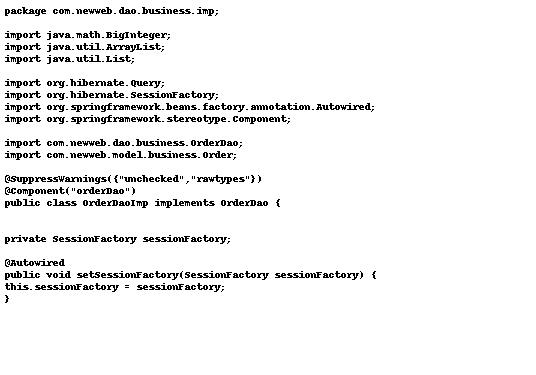 package com.newweb.dao.business.imp;
import java.math.BigInteger;
import java.util.ArrayList;
import java.util.List;
import org.hibernate.Query;
import org.hibernate.SessionFactory;
import org.springframework.beans.factory.annotation.Autowired;
import org.springframework.stereotype.Component;
import com.newweb.dao.business.OrderDao;
import com.newweb.model.business.Order;
@SuppressWarnings({"unchecked","rawtypes"})
@Component("orderDao")
public class OrderDaoImp implements OrderDao {
private SessionFactory sessionFactory;
@Autowired
public void setSessionFactory(SessionFactory sessionFactory) {
this.sessionFactory = sessionFactory;
}